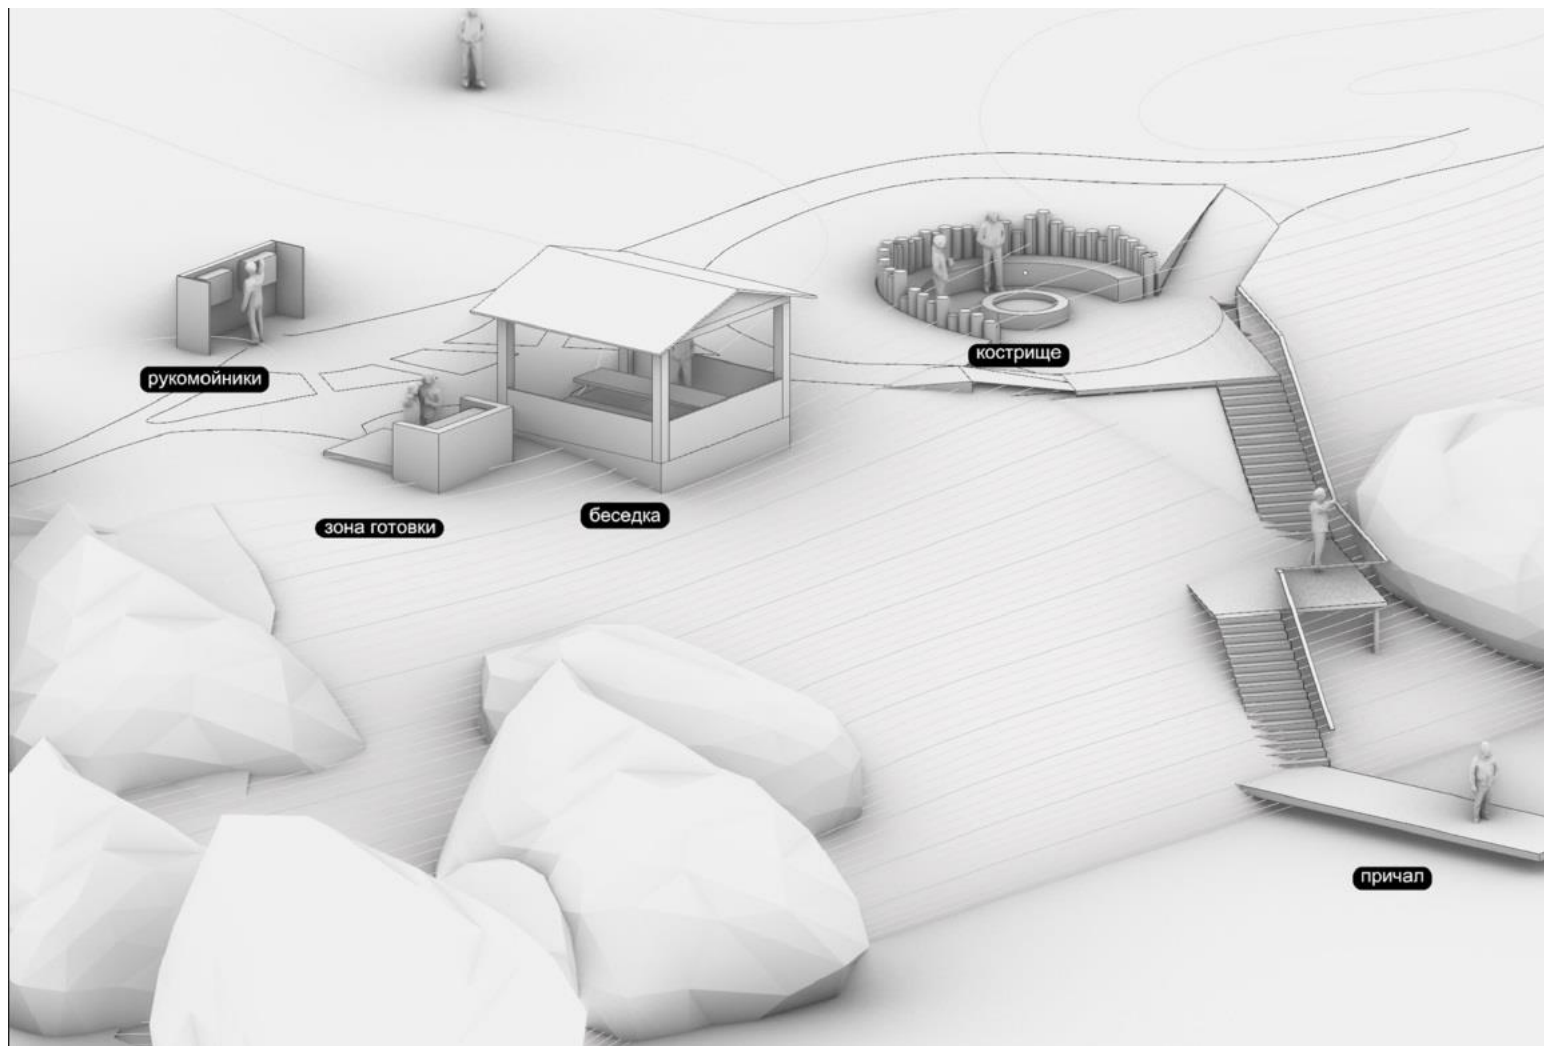 кострище
рукомойники
беседка
зона готовки
причал